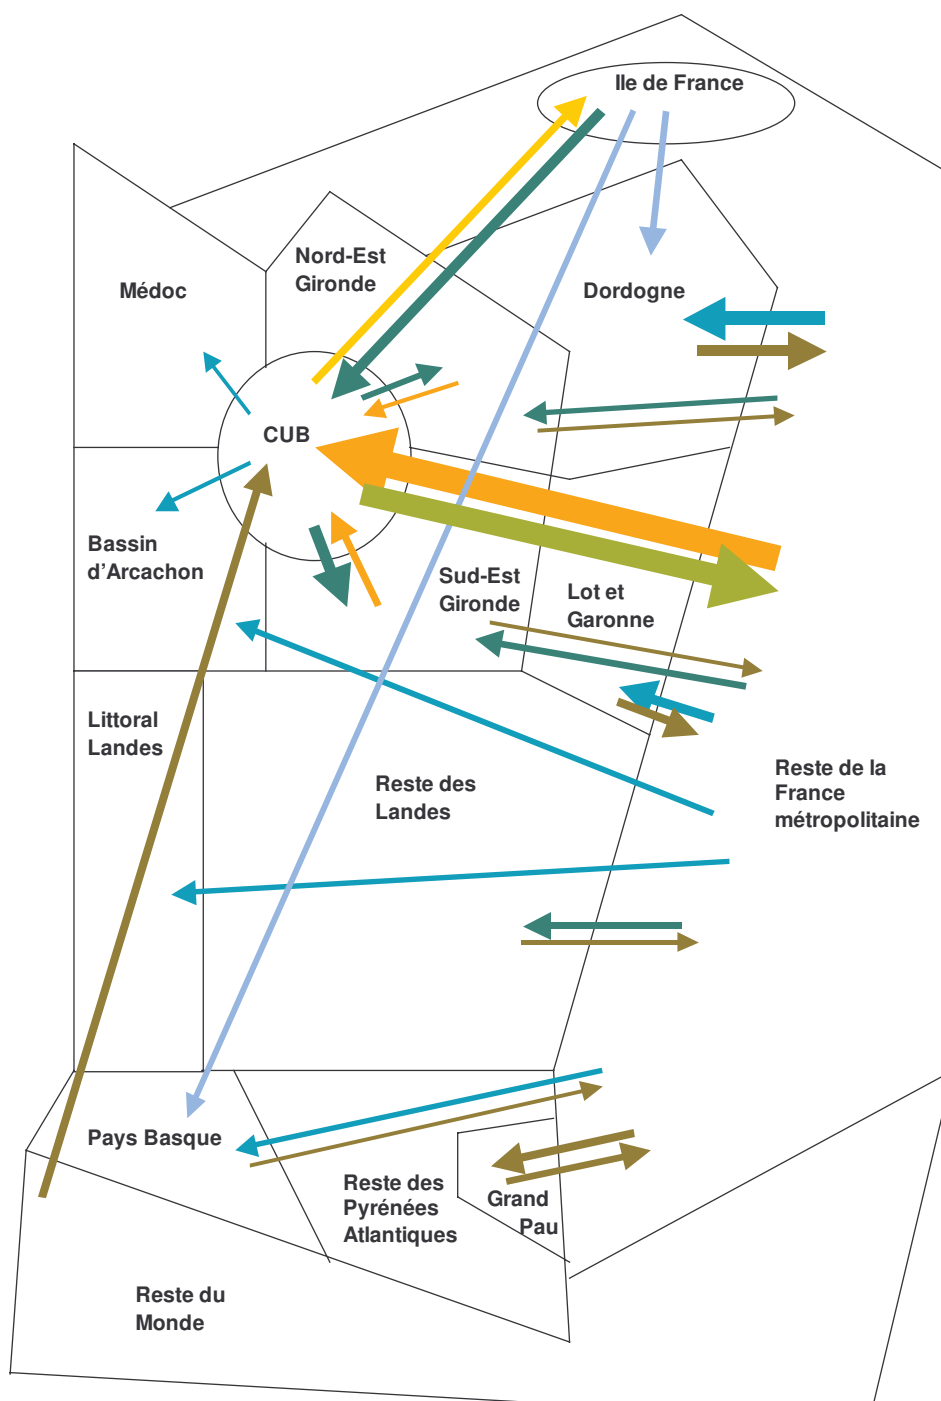 Ile de France
Nord-Est
Gironde
Médoc
Dordogne
CUB
Bassin
d'Arcachon
Sud-Est
Gironde
Lot et
Garonne
Littoral
Landes
Reste des
Landes
Reste de la
France
métropolitaine
Pays Basque
Reste des
Pyrénées
Atlantiques
Grand
Pau
Reste du
Monde